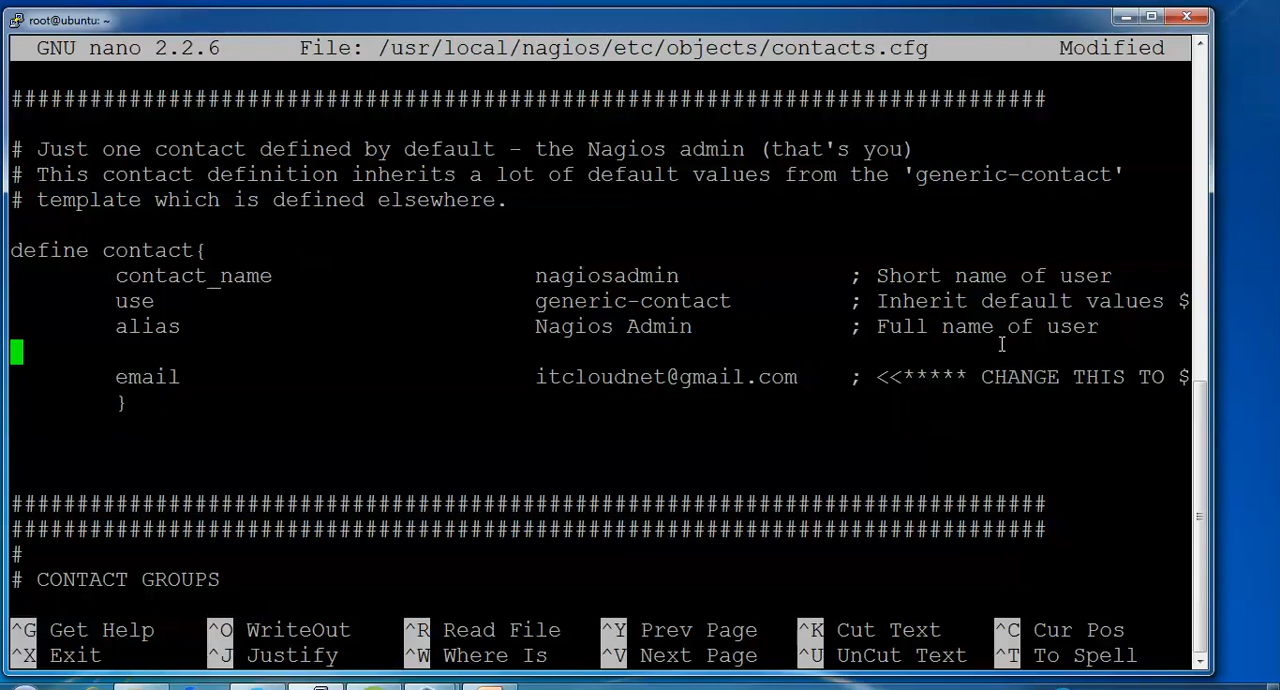 root@ubuntu: ~
GNU nano 2.2.6 File: /usr/local/nagios/etc/objects/contacts.cfg Modified
###############################################################################
# Just one contact defined by default - the Nagios admin (that's you)
# This contact definition inherits a lot of default values from the 'generic-contact'
# template which is defined elsewhere.
define contact{
contact_name nagiosadmin ; Short name of user
use generic-contact ; Inherit default values $
alias Nagios Admin ; Full name of user
email itcloudnet@gmail.com ; <<***** CHANGE THIS TO $
}
###############################################################################
###############################################################################
#
# CONTACT GROUPS
^G Get Help ^O WriteOut ^R Read File ^Y Prev Page ^K Cut Text ^C Cur Pos
^X Exit ^J Justify ^W Where Is ^V Next Page ^U UnCut Text ^T To Spell